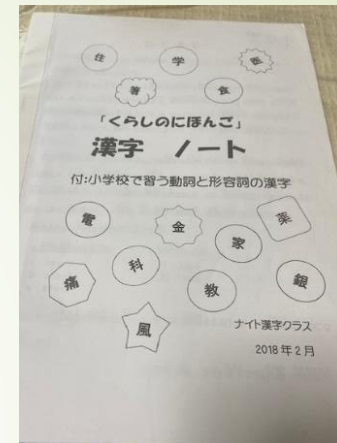 住 学 医
着 食
「くらしのにほんご」
漢字 ノート
付:小学校で習う動詞と形容詞の漢字
電 金 家 薬
痛 科 教 銀
風
ナイト漢字クラス
2018年2月